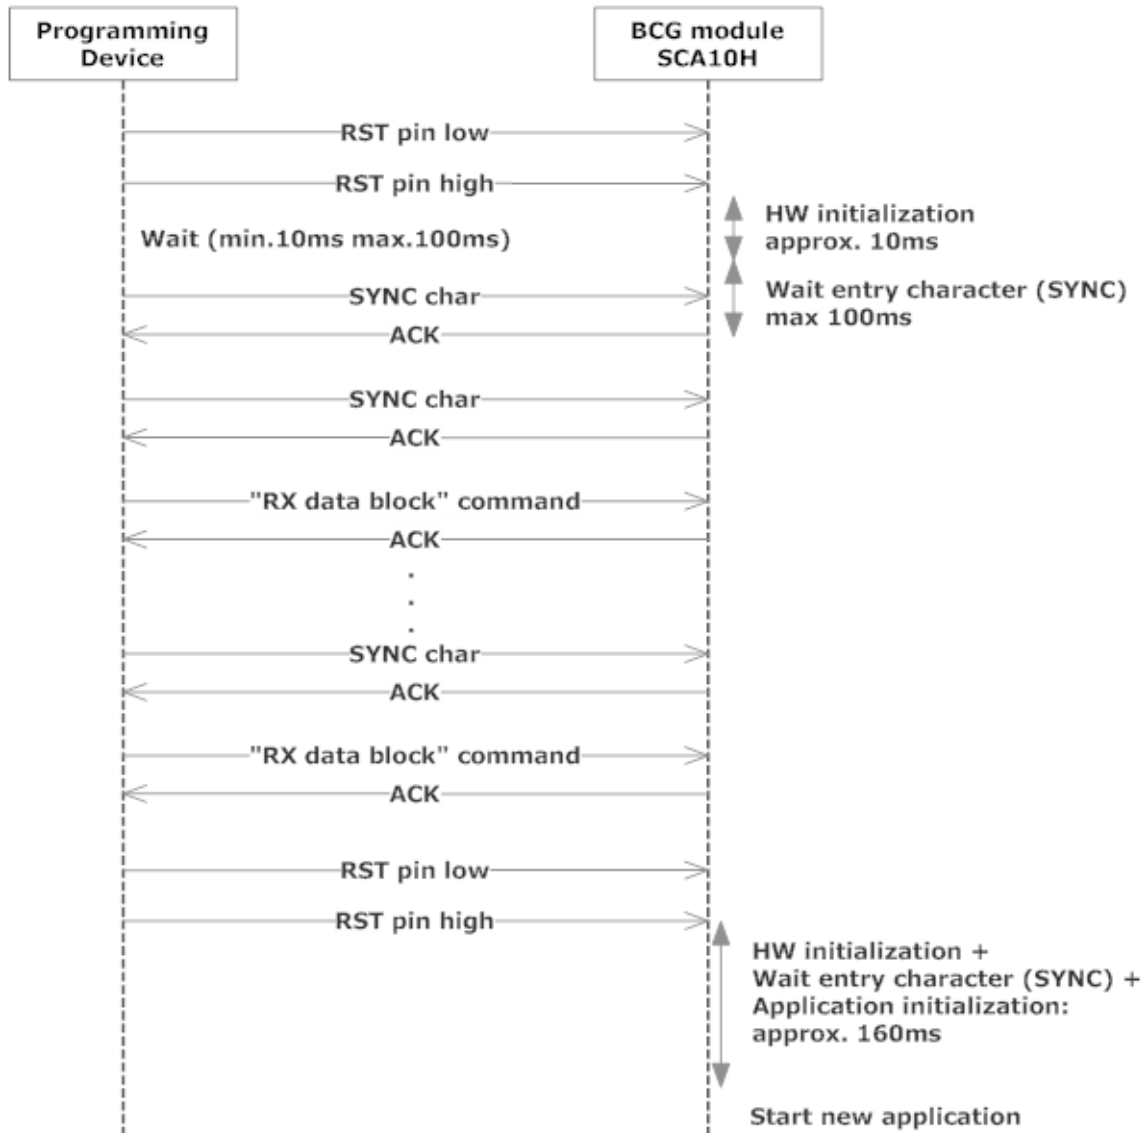 Programming
Device
BCG module
SCA10H
RST pin low
RST pin high
HW initialization
approx. 10ms
Wait (min.10ms max.100ms)
SYNC char
Wait entry character (SYNC)
max 100ms
ACK
SYNC char
ACK
"RX data block" command
ACK
.
.
.
SYNC char
ACK
"RX data block" command
ACK
RST pin low
RST pin high
HW initialization +
Wait entry character (SYNC) +
Application initialization:
approx. 160ms
Start new application